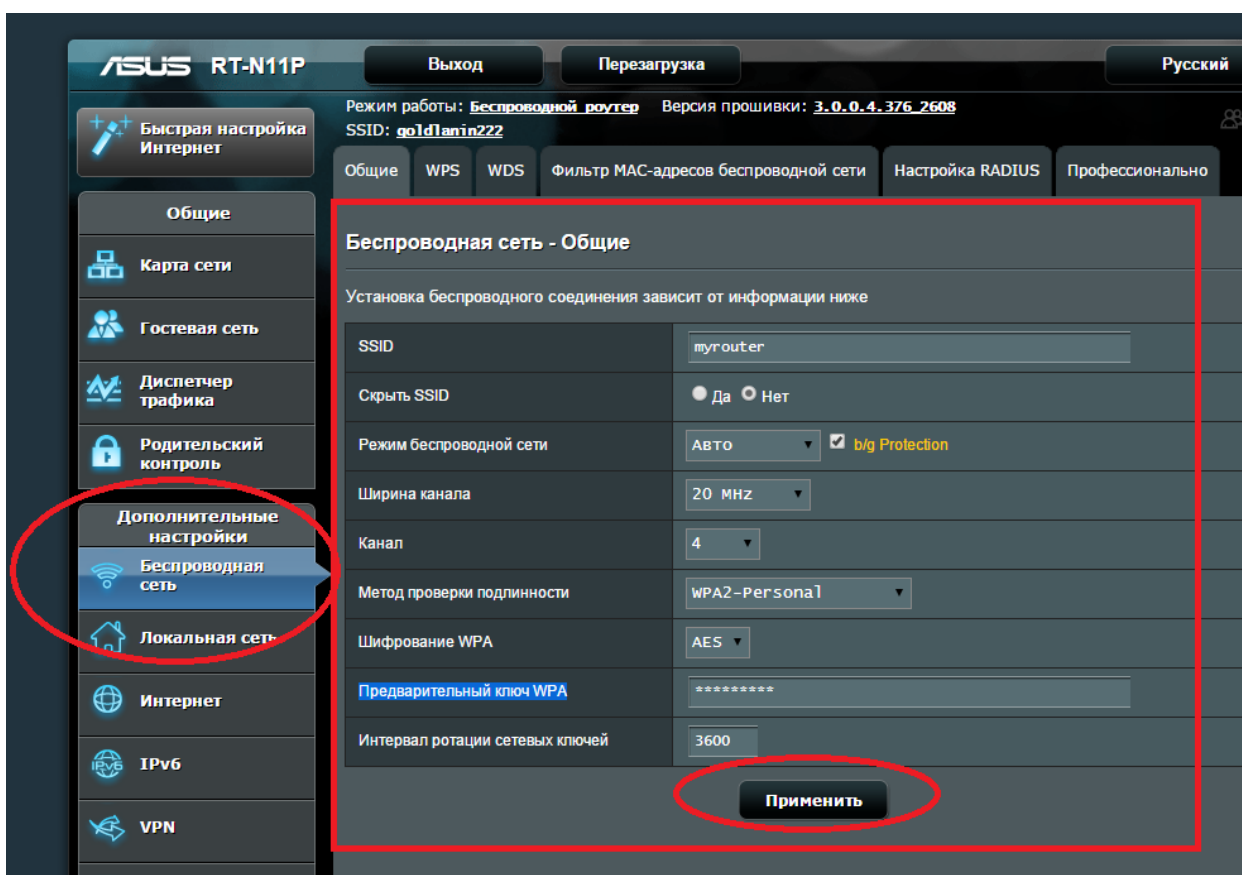 ASUS RT-N11P
Выход
Перезагрузка
Русский
Режим работы: Беспроводной роутер Версия прошивки: 3.0.0.4.376_2608
SSID: goldlanin222
Быстрая настройка
Интернет
Общие
Карта сети
Гостевая сеть
Диспетчер
трафика
Родительский
контроль
Дополнительные
настройки
Беспроводная
сеть
Локальная сеть
Интернет
IPv6
VPN
Общие WPS WDS Фильтр MAC-адресов беспроводной сети Настройка RADIUS Профессионально
Беспроводная сеть - Общие
Установка беспроводного соединения зависит от информации ниже
SSID myrouter
Скрыть SSID Да Нет
Режим беспроводной сети Авто b/g Protection
Ширина канала 20 MHz
Канал 4
Метод проверки подлинности WPA2-Personal
Шифрование WPA AES
Предварительный ключ WPA *********
Интервал ротации сетевых ключей 3600
Применить